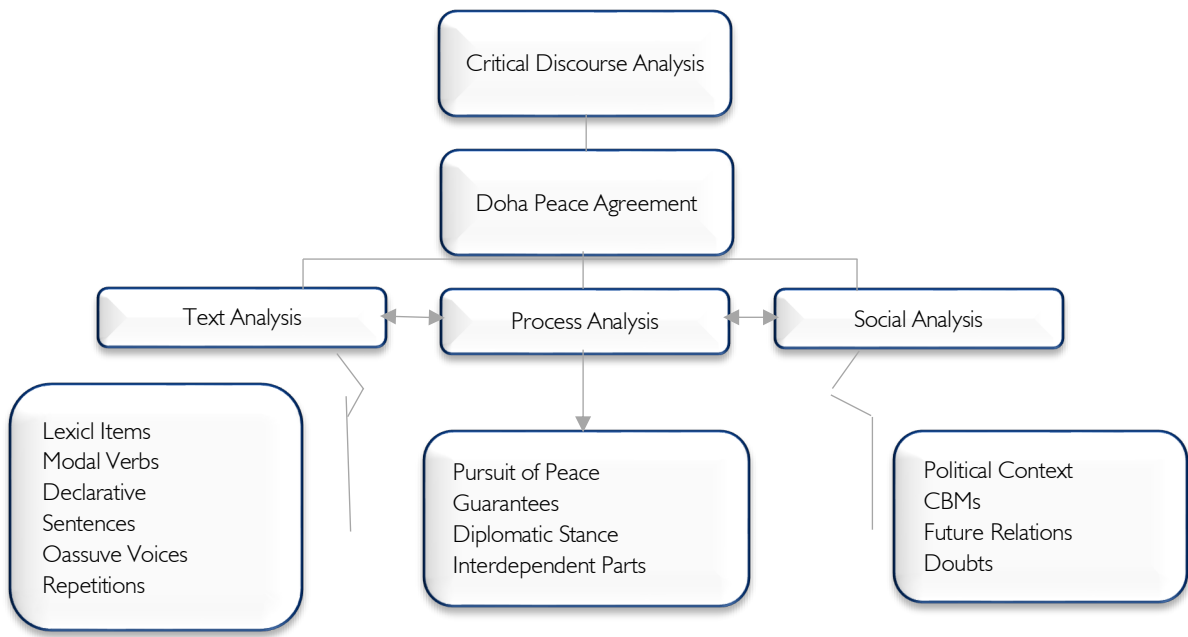 Critical Discourse Analysis
Doha Peace Agreement
Text Analysis
Process Analysis
Social Analysis
Lexicl Items
Modal Verbs
Declarative
Sentences
Oassuve Voices
Repetitions
Pursuit of Peace
Guarantees
Diplomatic Stance
Interdependent Parts
Political Context
CBMs
Future Relations
Doubts